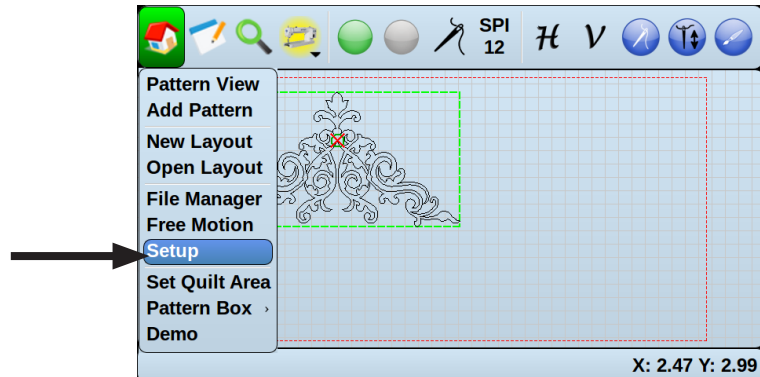 SPI
12
H V
Pattern View
Add Pattern
New Layout
Open Layout
File Manager
Free Motion
Setup
Set Quilt Area
Pattern Box ›
Demo
X: 2.47 Y: 2.99